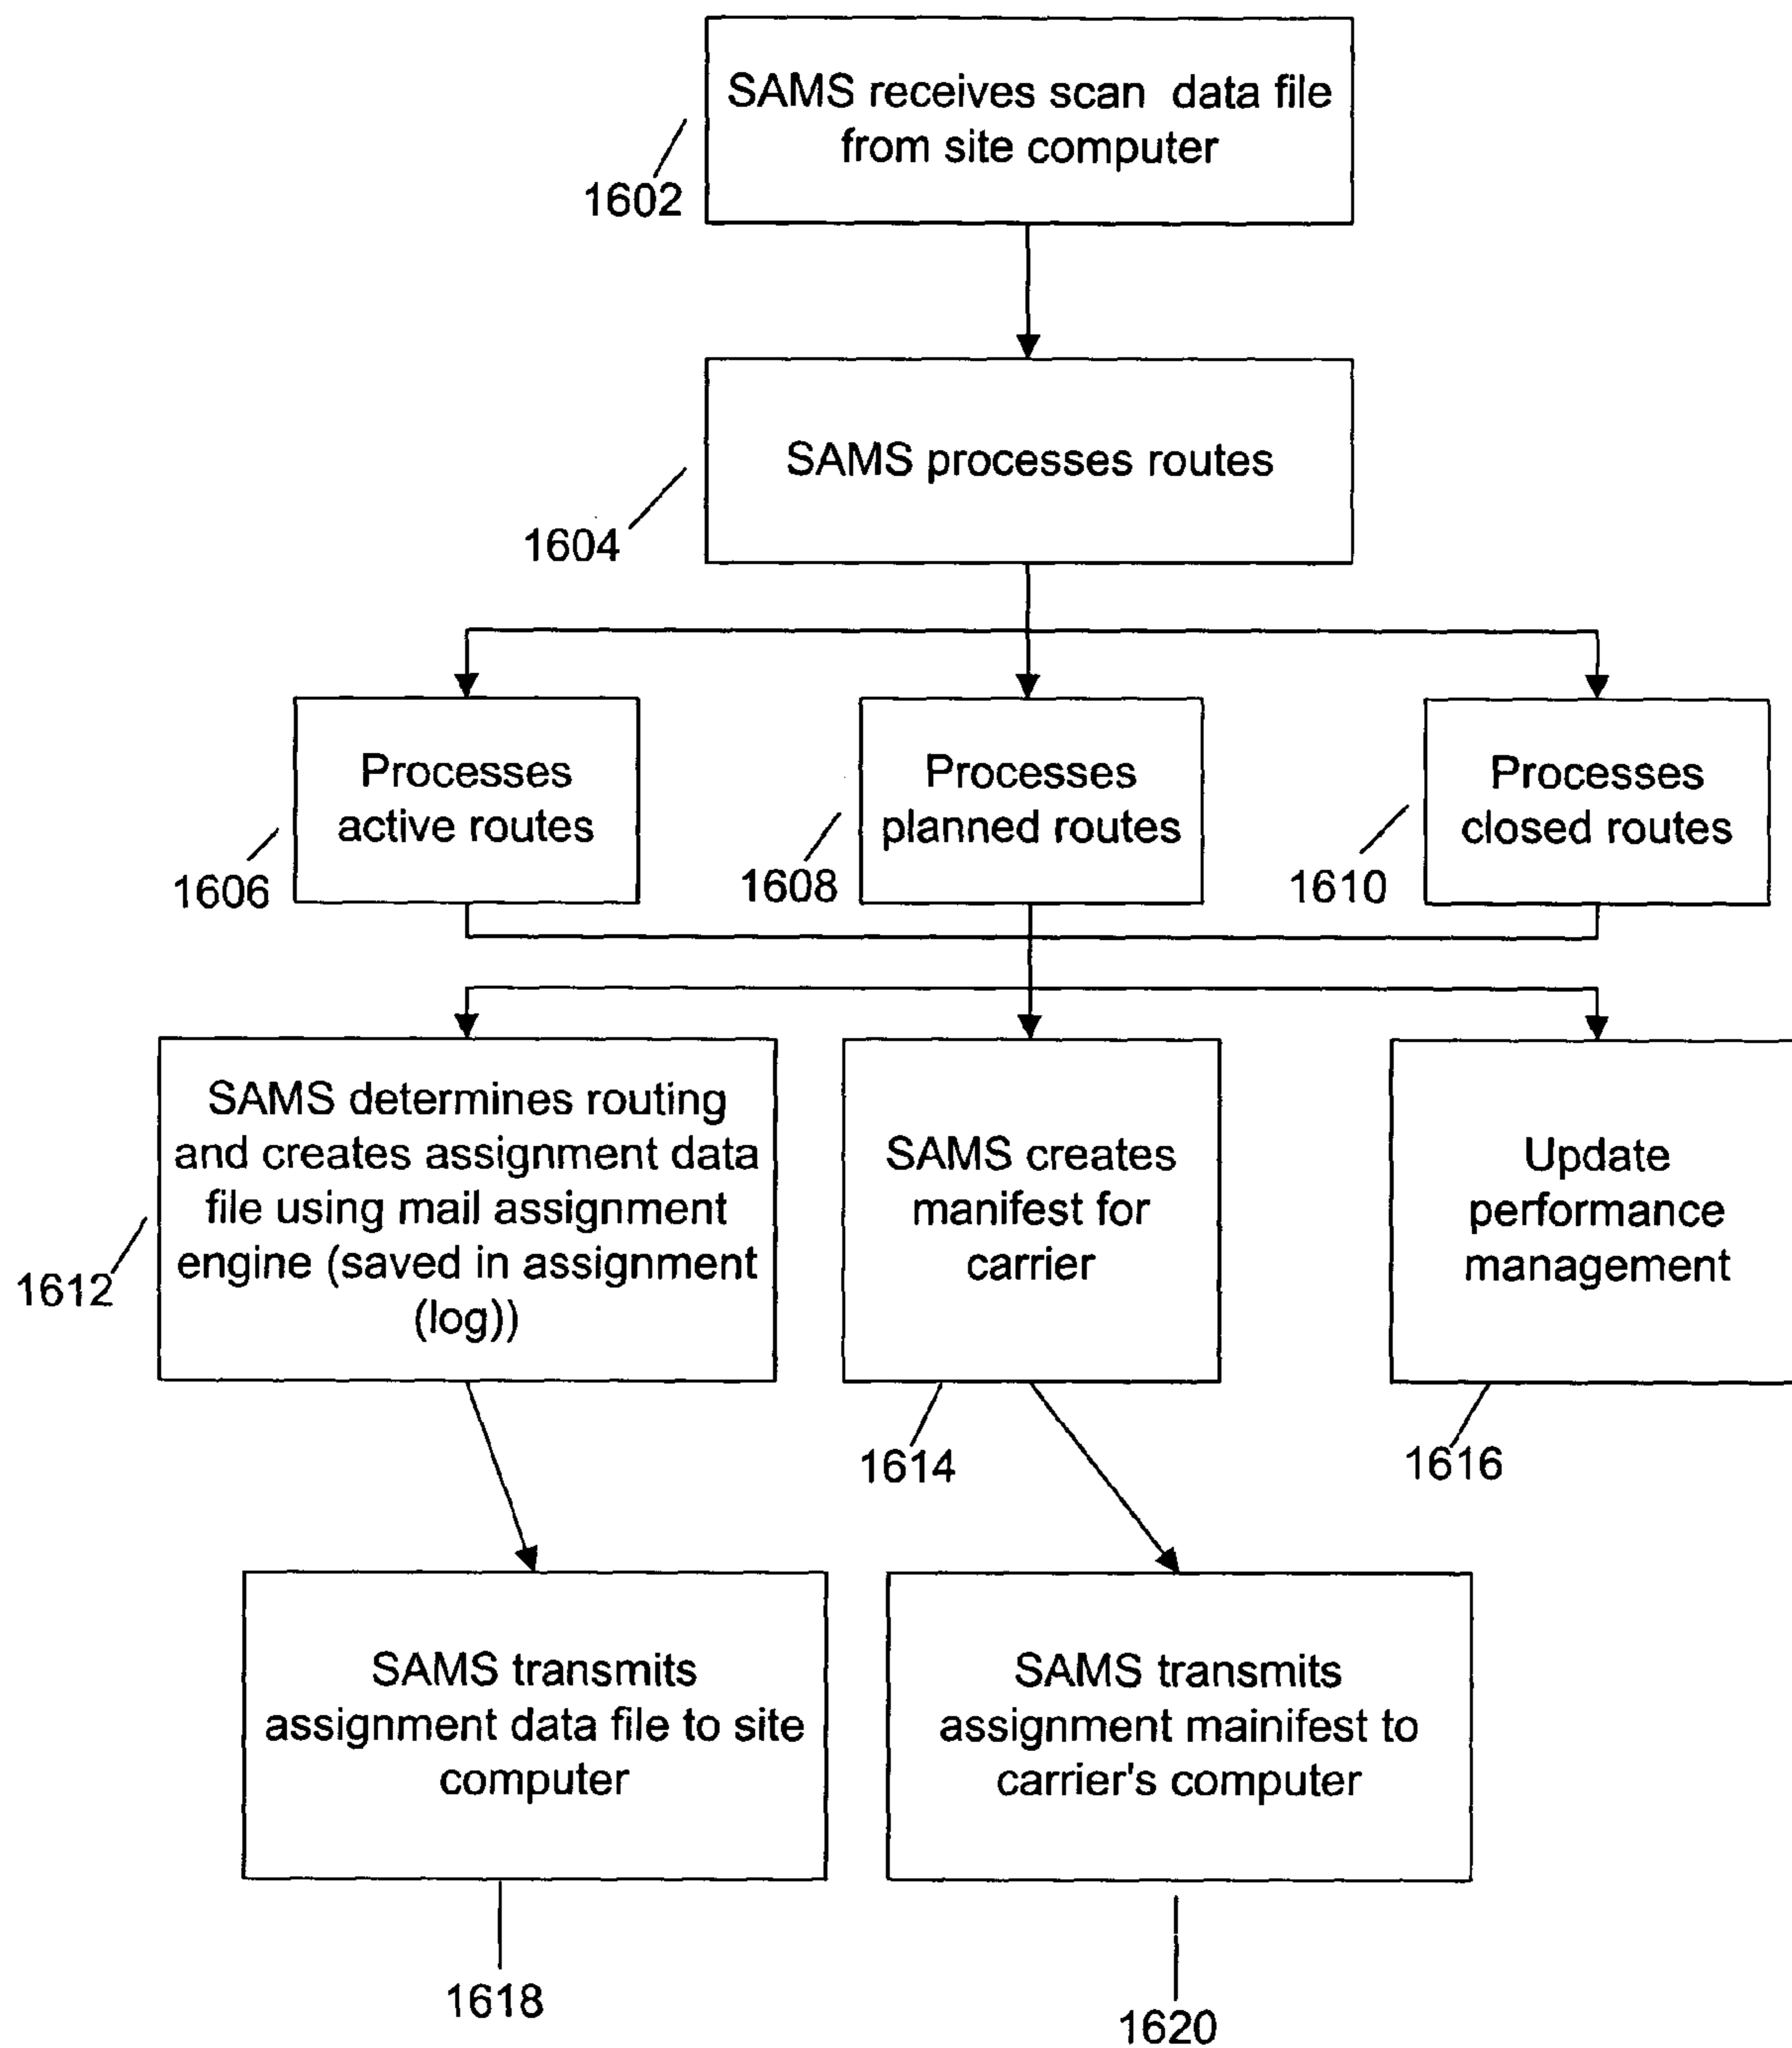 SAMS receives scan data file
from site computer
1602
SAMS processes routes
1604
Processes
active routes
1606
Processes
planned routes
1608
Processes
closed routes
1610
SAMS determines routing
and creates assignment data
file using mail assignment
engine (saved in assignment
(log))
1612
SAMS creates
manifest for
carrier
1614
Update
performance
management
1616
SAMS transmits
assignment data file to site
computer
1618
SAMS transmits
assignment mainifest to
carrier's computer
1620